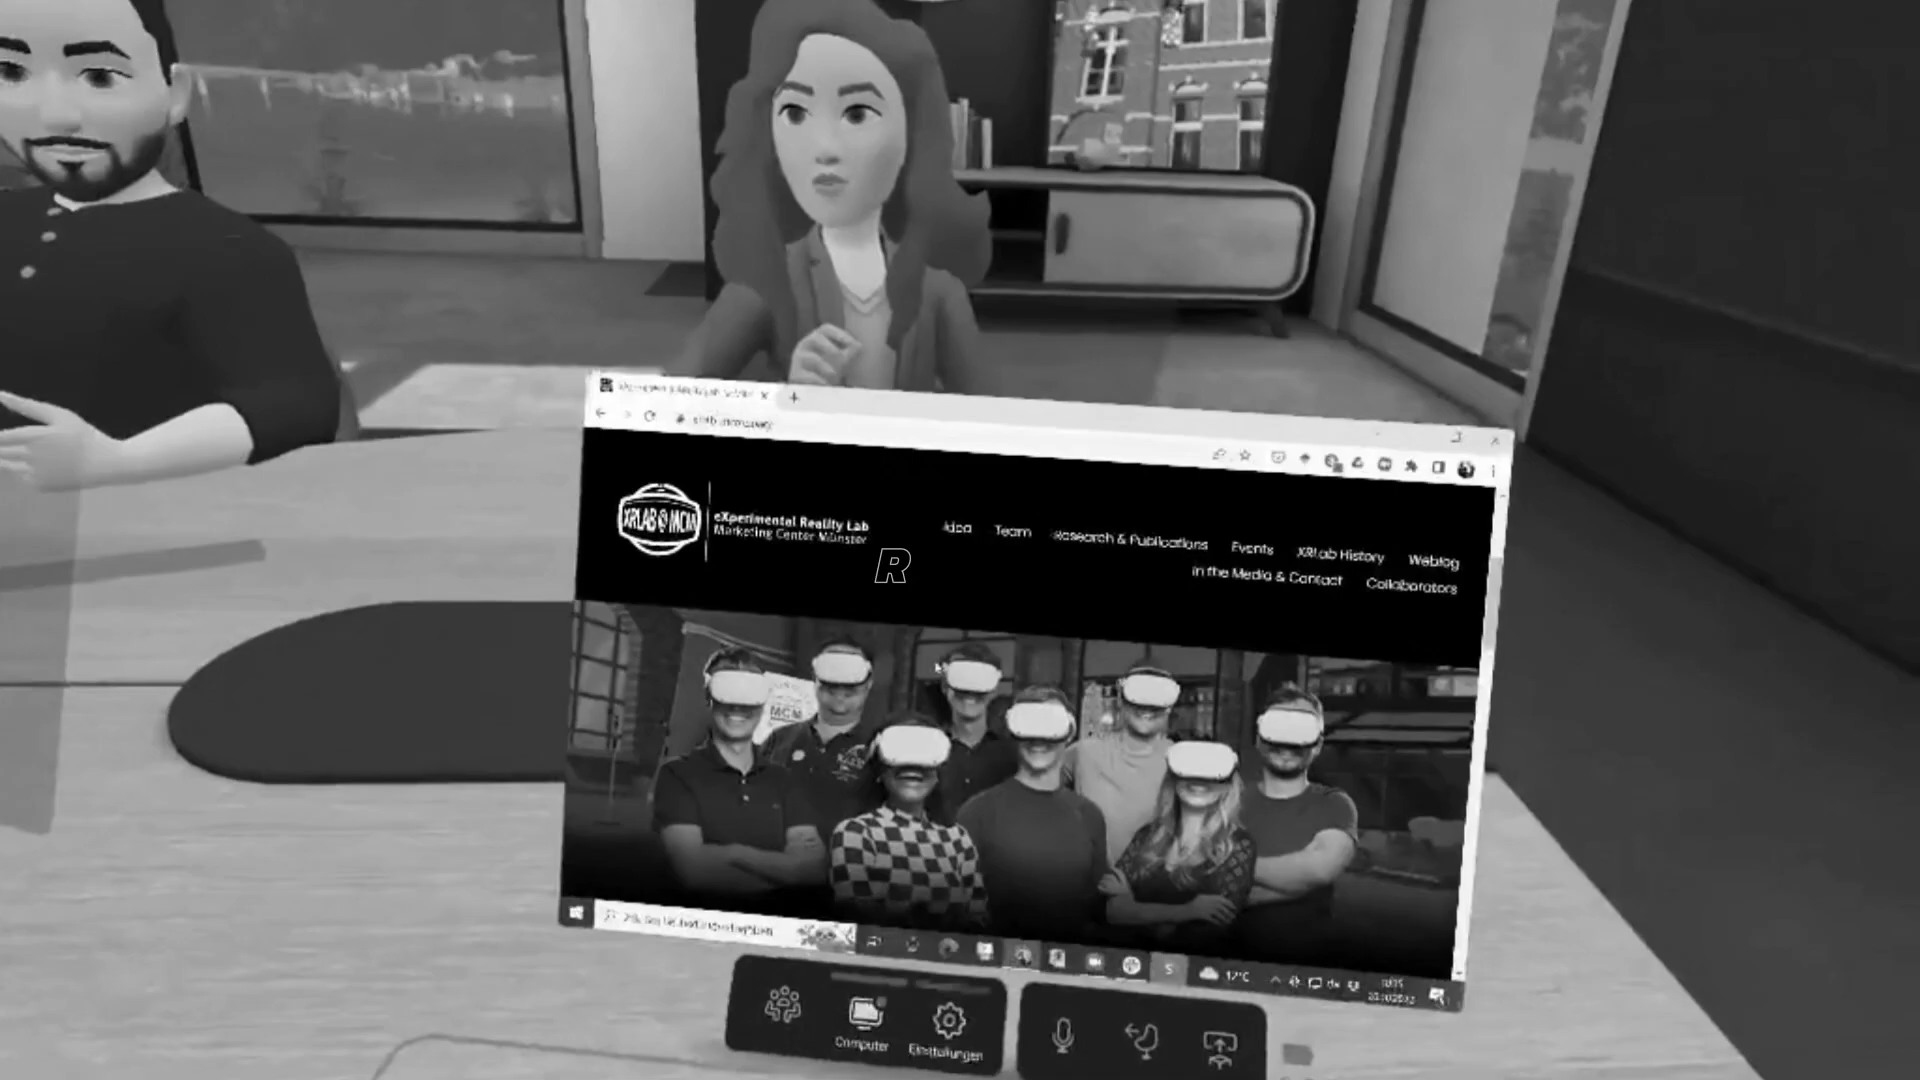 XRLAB@MCM
eXperimental Reality Lab
Marketing Center Münster
Idea Team Research & Publications Events XRLab History Weblog
In the Media & Contact Collaborators
R
MCM
S 12°C
Computer
Einstellungen